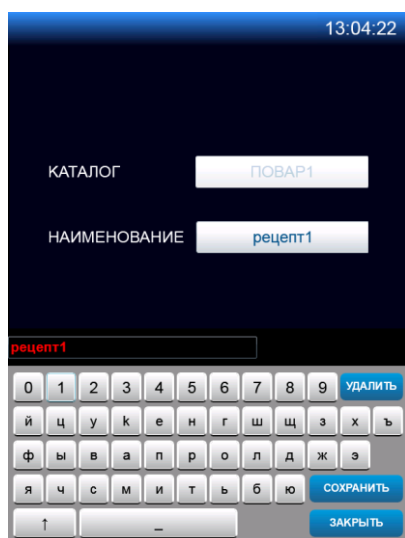 13:04:22
КАТАЛОГ ПОВАР1
НАИМЕНОВАНИЕ рецепт1
рецепт1
0 1 2 3 4 5 6 7 8 9 УДАЛИТЬ
й ц у k е н г ш щ з х ъ
ф ы в а п р о л д ж э
я ч с м и т ь б ю СОХРАНИТЬ
↑ _ ЗАКРЫТЬ